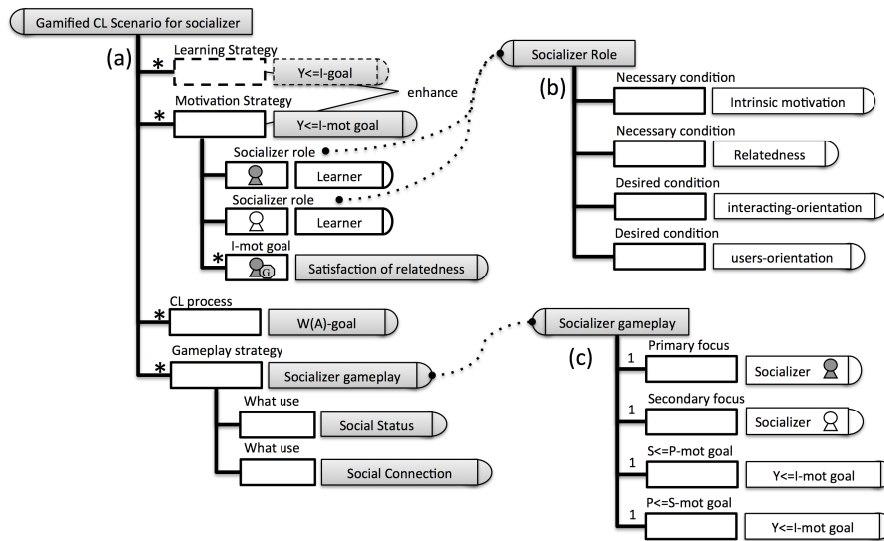 Gamified CL Scenario for socializer
(a)
Learning Strategy
* Y<=I-goal
enhance
Motivation Strategy
* Y<=I-mot goal
Socializer role
Learner
Socializer role
Learner
I-mot goal
* G Satisfaction of relatedness
CL process
* W(A)-goal
Gameplay strategy
* Socializer gameplay
What use
Social Status
What use
Social Connection
Socializer Role
(b)
Necessary condition
Intrinsic motivation
Necessary condition
Relatedness
Desired condition
interacting-orientation
Desired condition
users-orientation
Socializer gameplay
(c)
Primary focus
1 Socializer
Secondary focus
1 Socializer
S<=P-mot goal
1 Y<=I-mot goal
P<=S-mot goal
1 Y<=I-mot goal